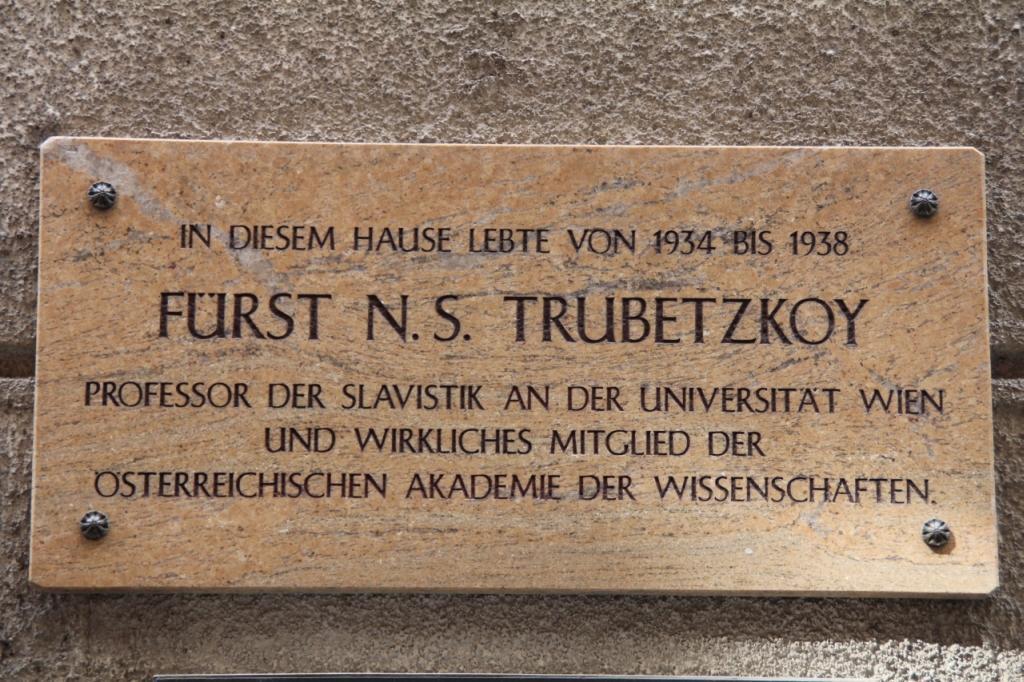 IN DIESEM HAUSE LEBTE VON 1934 BIS 1938
FÜRST N. S. TRUBETZKOY
PROFESSOR DER SLAVISTIK AN DER UNIVERSITÄT WIEN
UND WIRKLICHES MITGLIED DER
ÖSTERREICHISCHEN AKADEMIE DER WISSENSCHAFTEN.